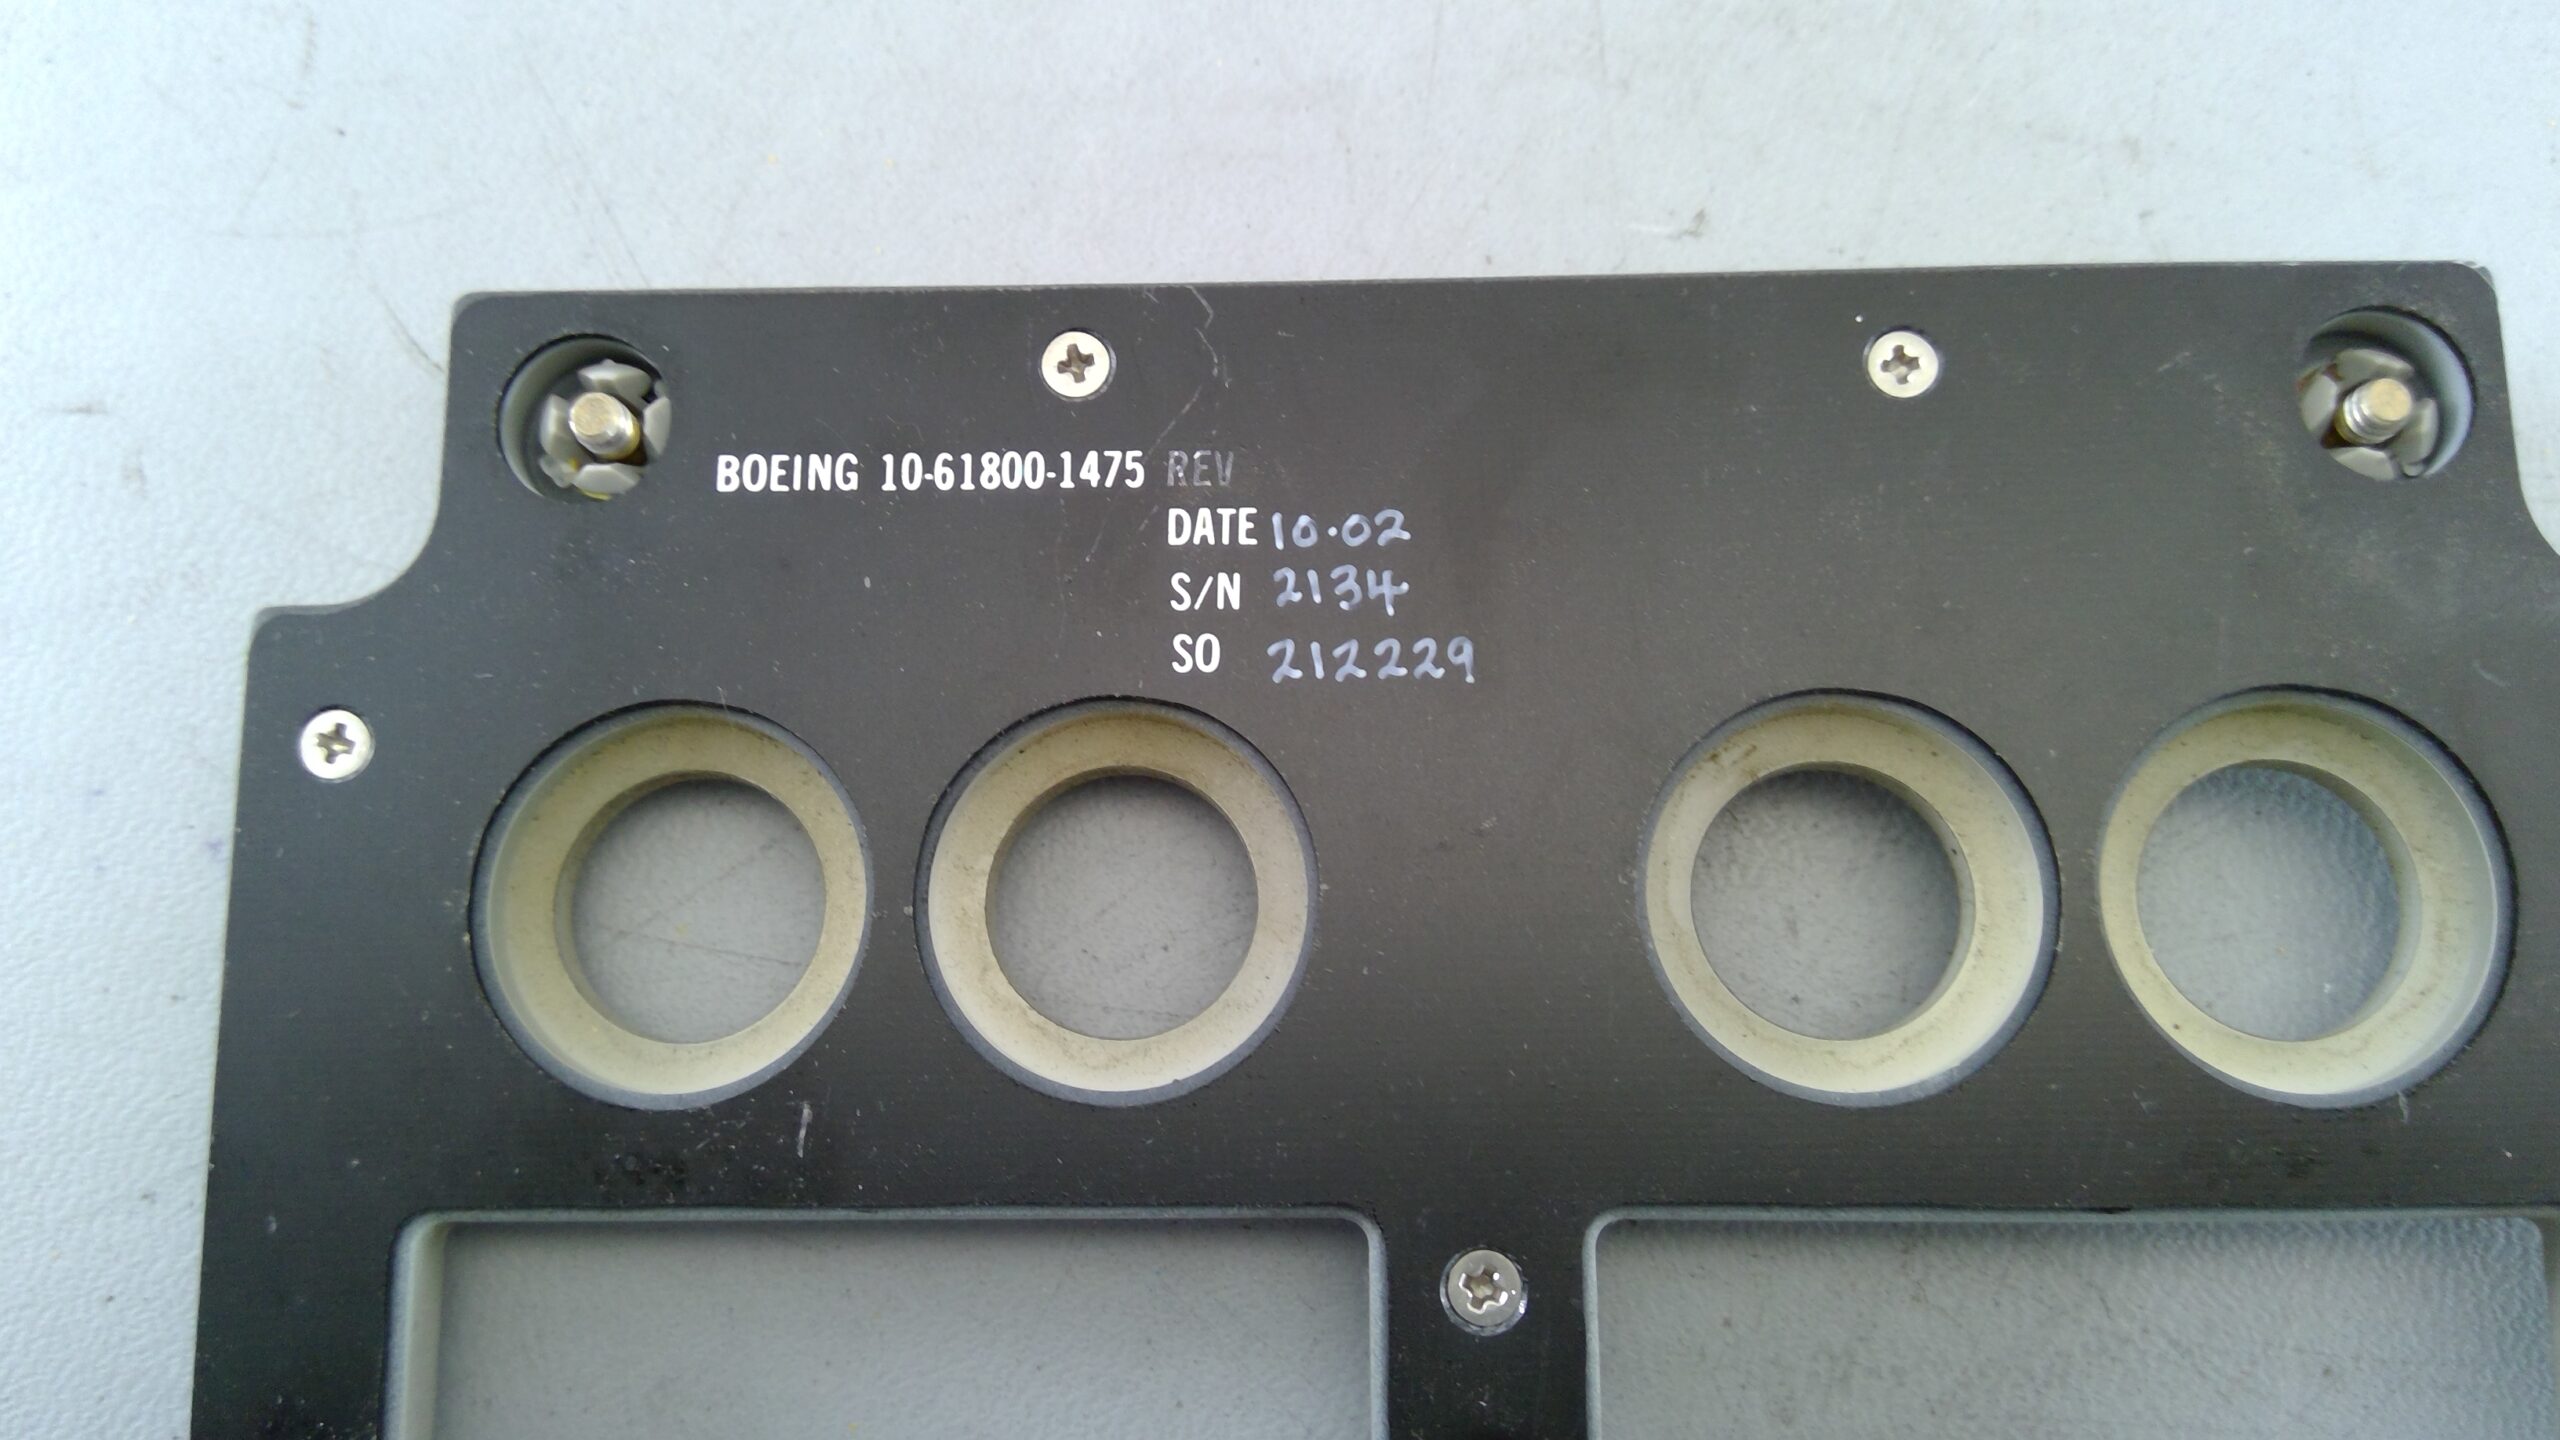 BOEING 10-61800-1475 REV
DATE 10·02
S/N 2134
SO 212229